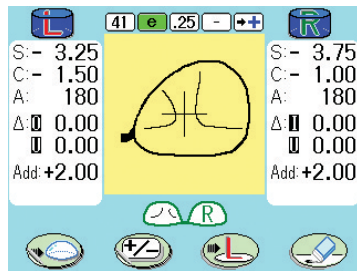 L 41 e .25 - R
S:- 3.25
C:- 1.50
A: 180
Δ: 0.00
0.00
Add:+2.00
S:- 3.75
C:- 1.00
A: 180
Δ: 0.00
0.00
Add:+2.00
R
+/- L